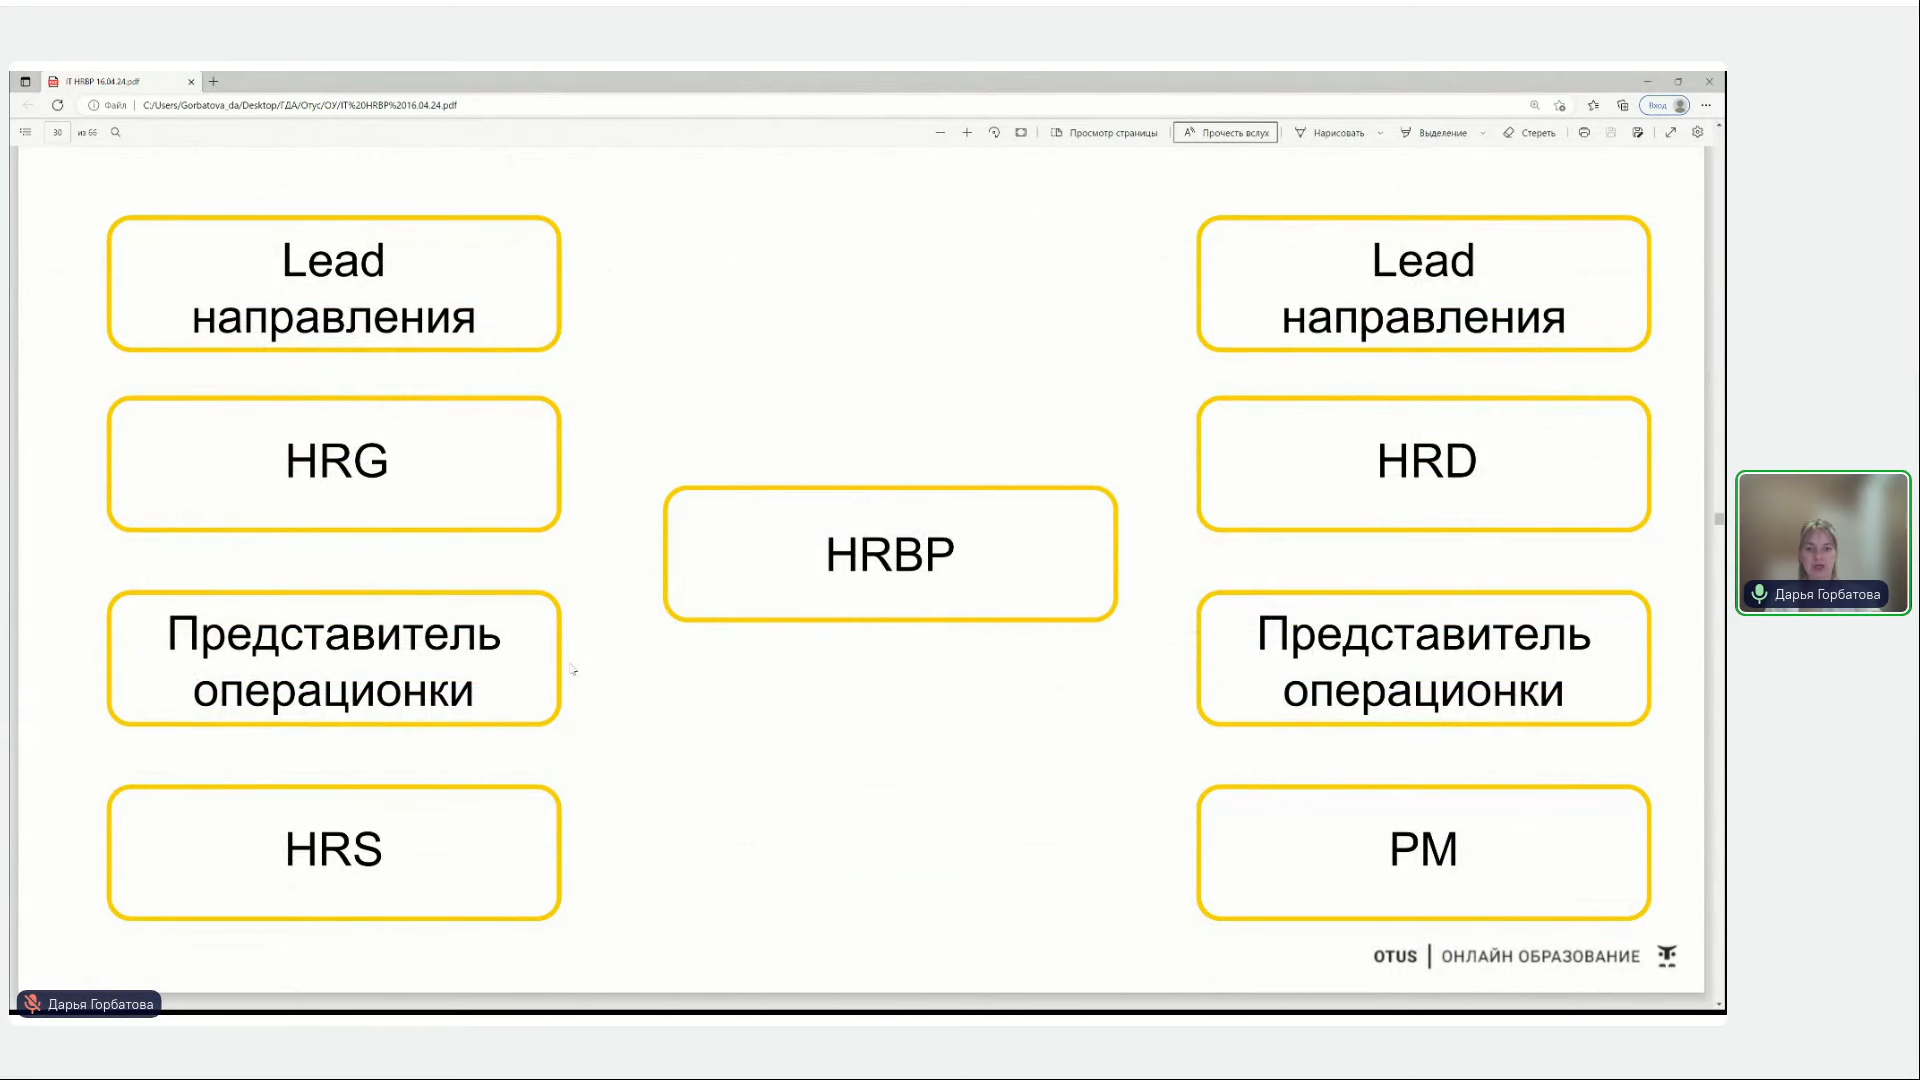 IT HRBP 16.04.24.pdf
Файл
C:/Users/Gorbatova_da/Desktop/ГДА/Отус/ОУ/IT%20HRBP%2016.04.24.pdf
Вход
30 из 66
Просмотр страницы
Прочесть вслух
Нарисовать
Выделение
Стереть
Lead
направления
HRG
Представитель
операционки
HRS
HRBP
Lead
направления
HRD
Представитель
операционки
PM
OTUS | ОНЛАЙН ОБРАЗОВАНИЕ
Дарья Горбатова
Дарья Горбатова